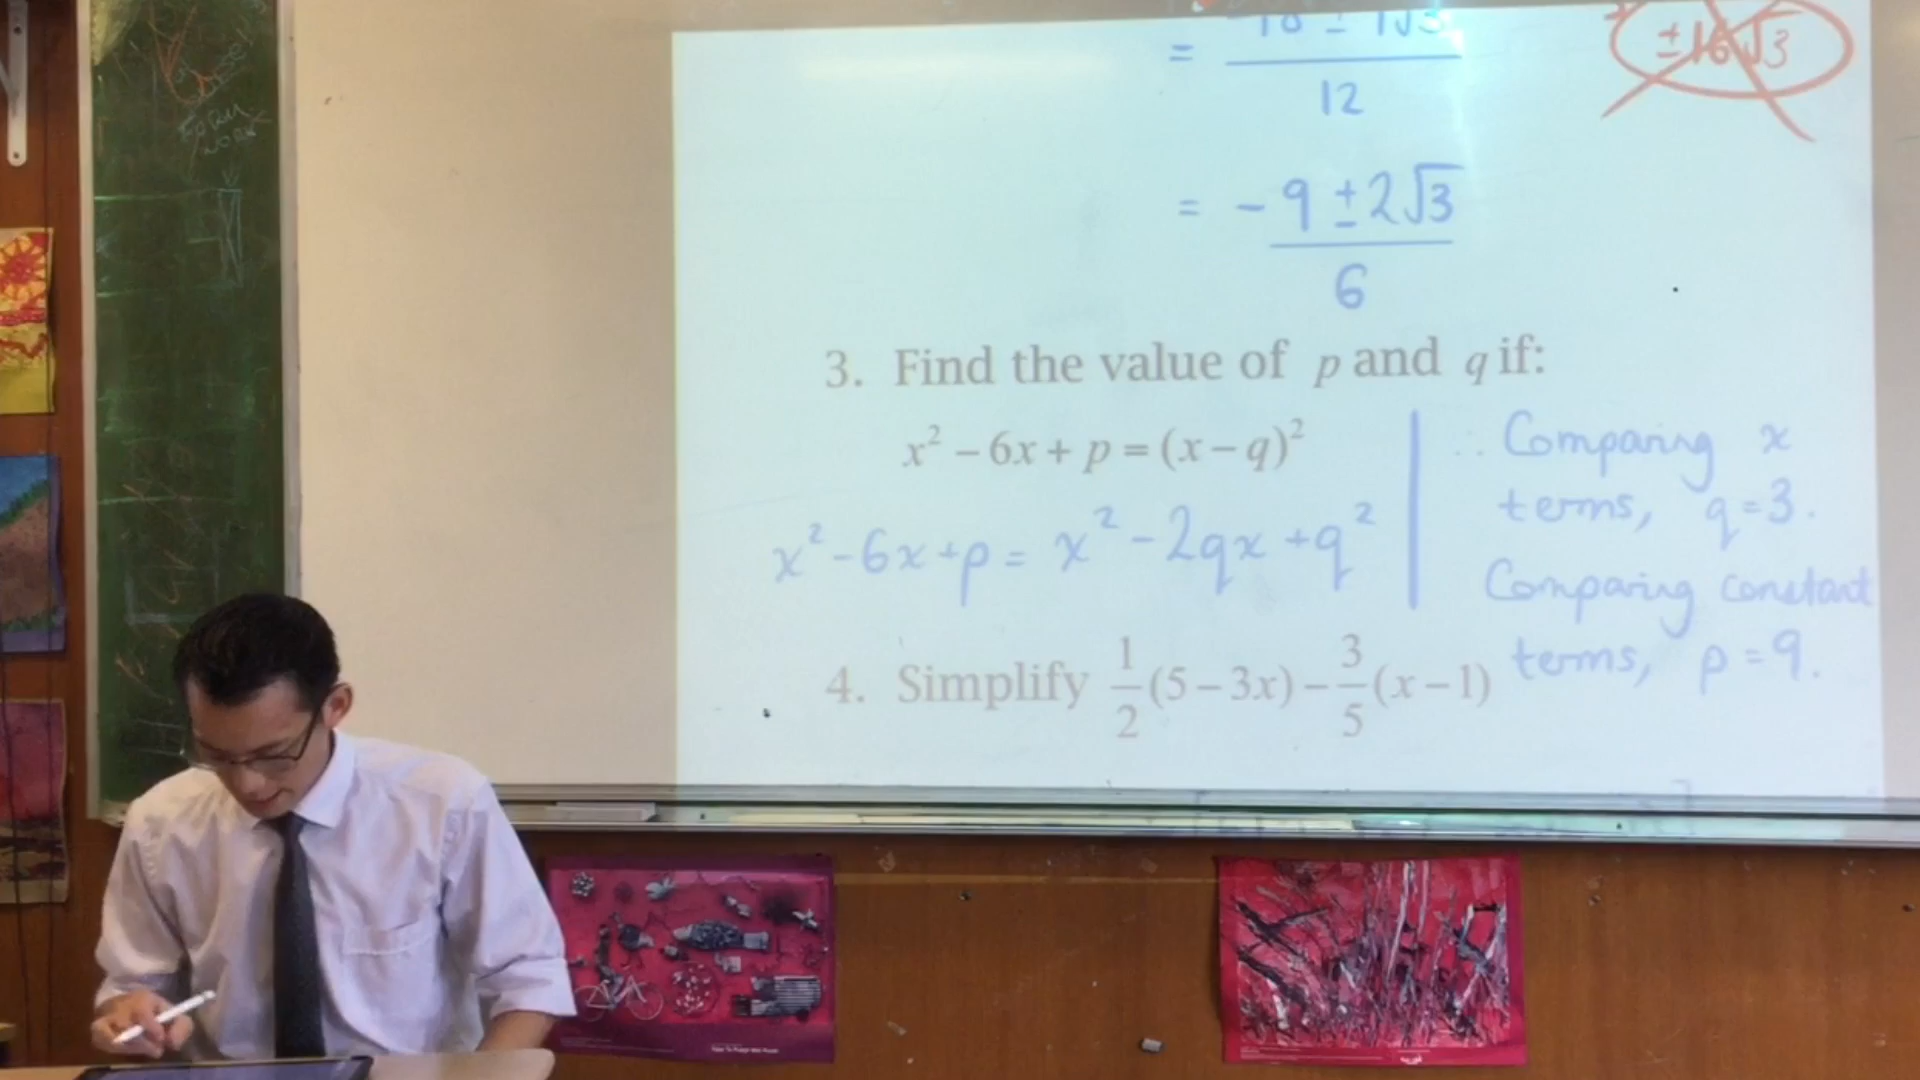 ±16√3
=
12
= -9 ± 2√3
6
3. Find the value of p and q if:
x² – 6x + p = (x – q)²
x² - 6x + p = x² - 2qx + q²
∴ Comparing x
terms, q = 3.
Comparing constant
terms, p = 9.
4. Simplify 1/2 (5 – 3x) – 3/5 (x – 1)